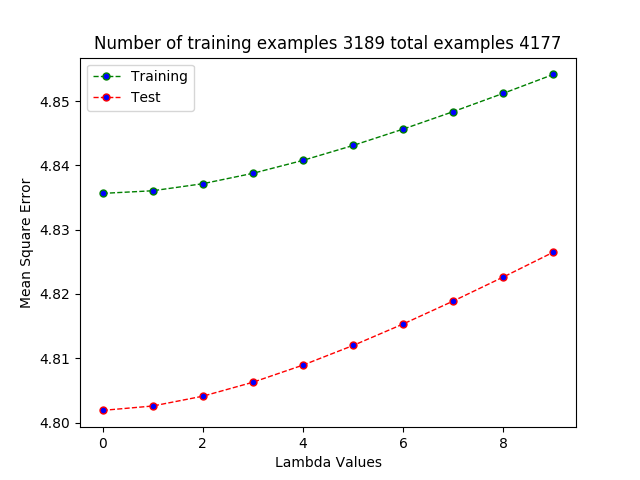 Number of training examples 3189 total examples 4177
Training
Test
Mean Square Error
4.85
4.84
4.83
4.82
4.81
4.80
0 2 4 6 8
Lambda Values